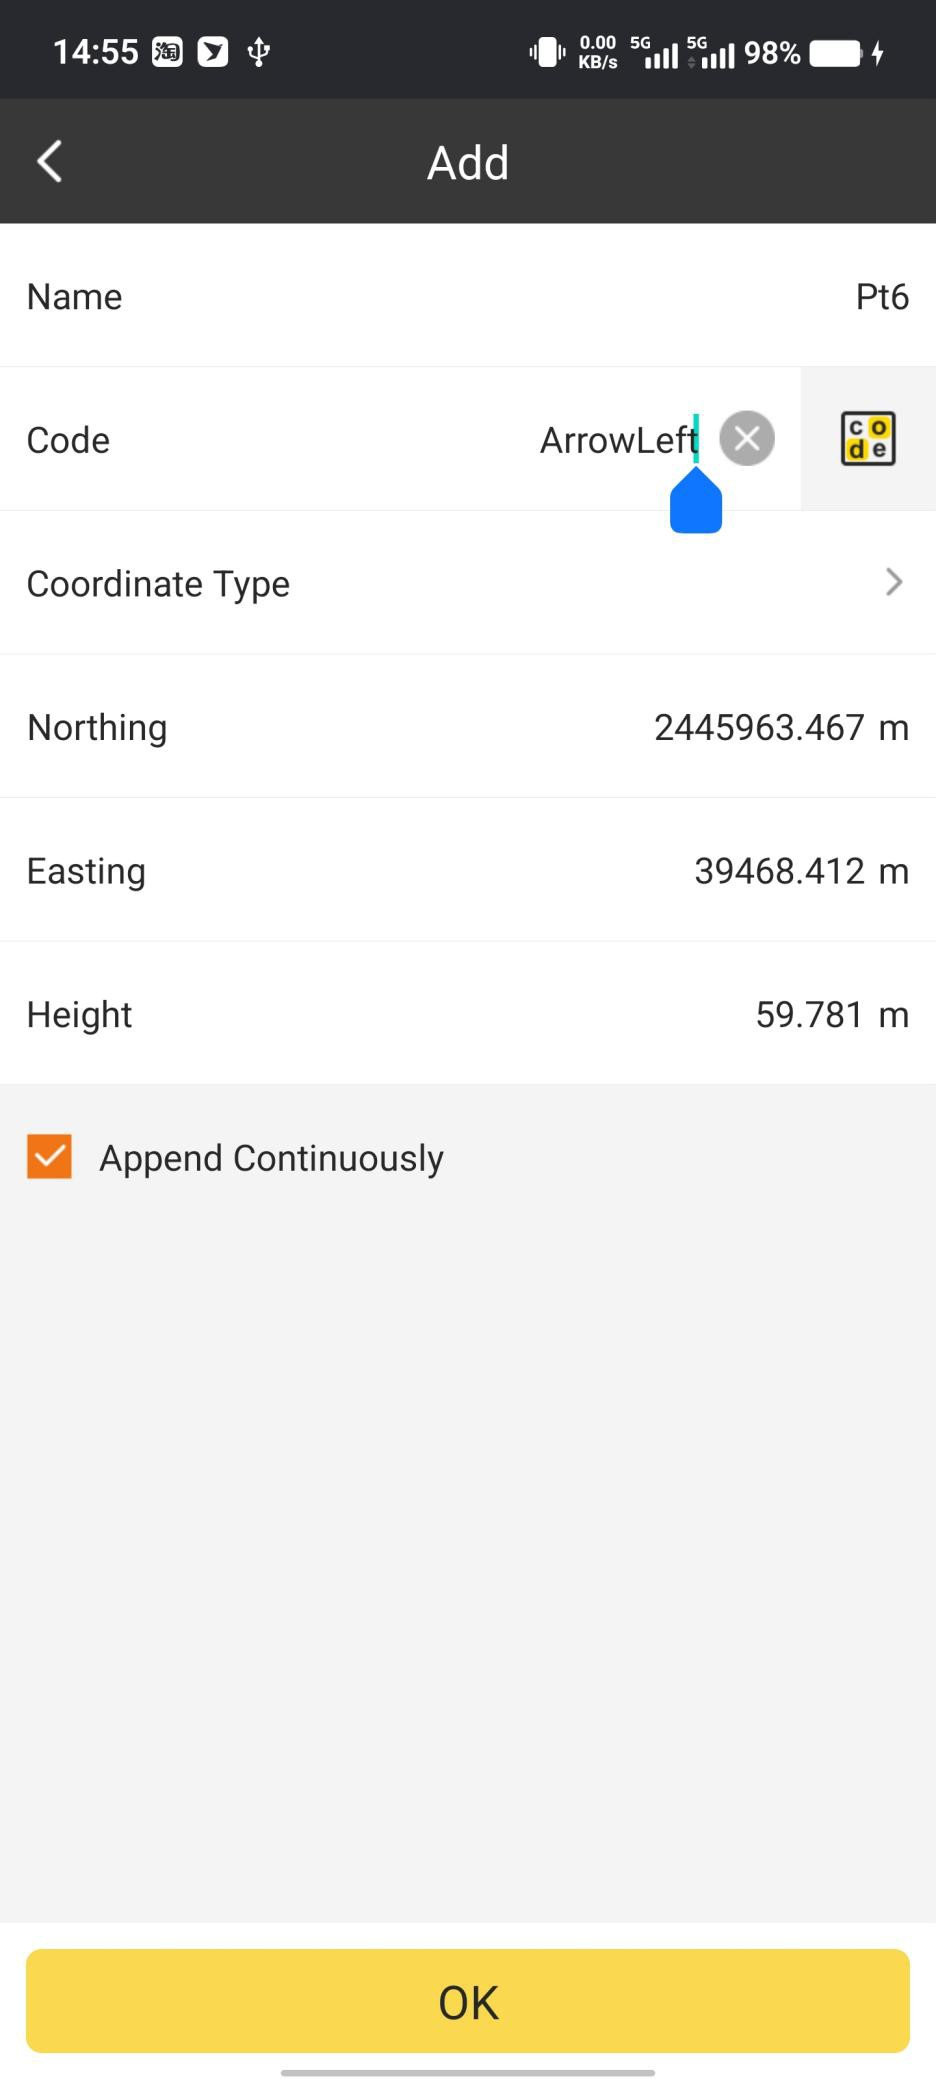 14:55 淘 0.00 KB/s 5G 5G 98%
Add
Name Pt6
Code ArrowLeft code
Coordinate Type
Northing 2445963.467 m
Easting 39468.412 m
Height 59.781 m
Append Continuously
OK